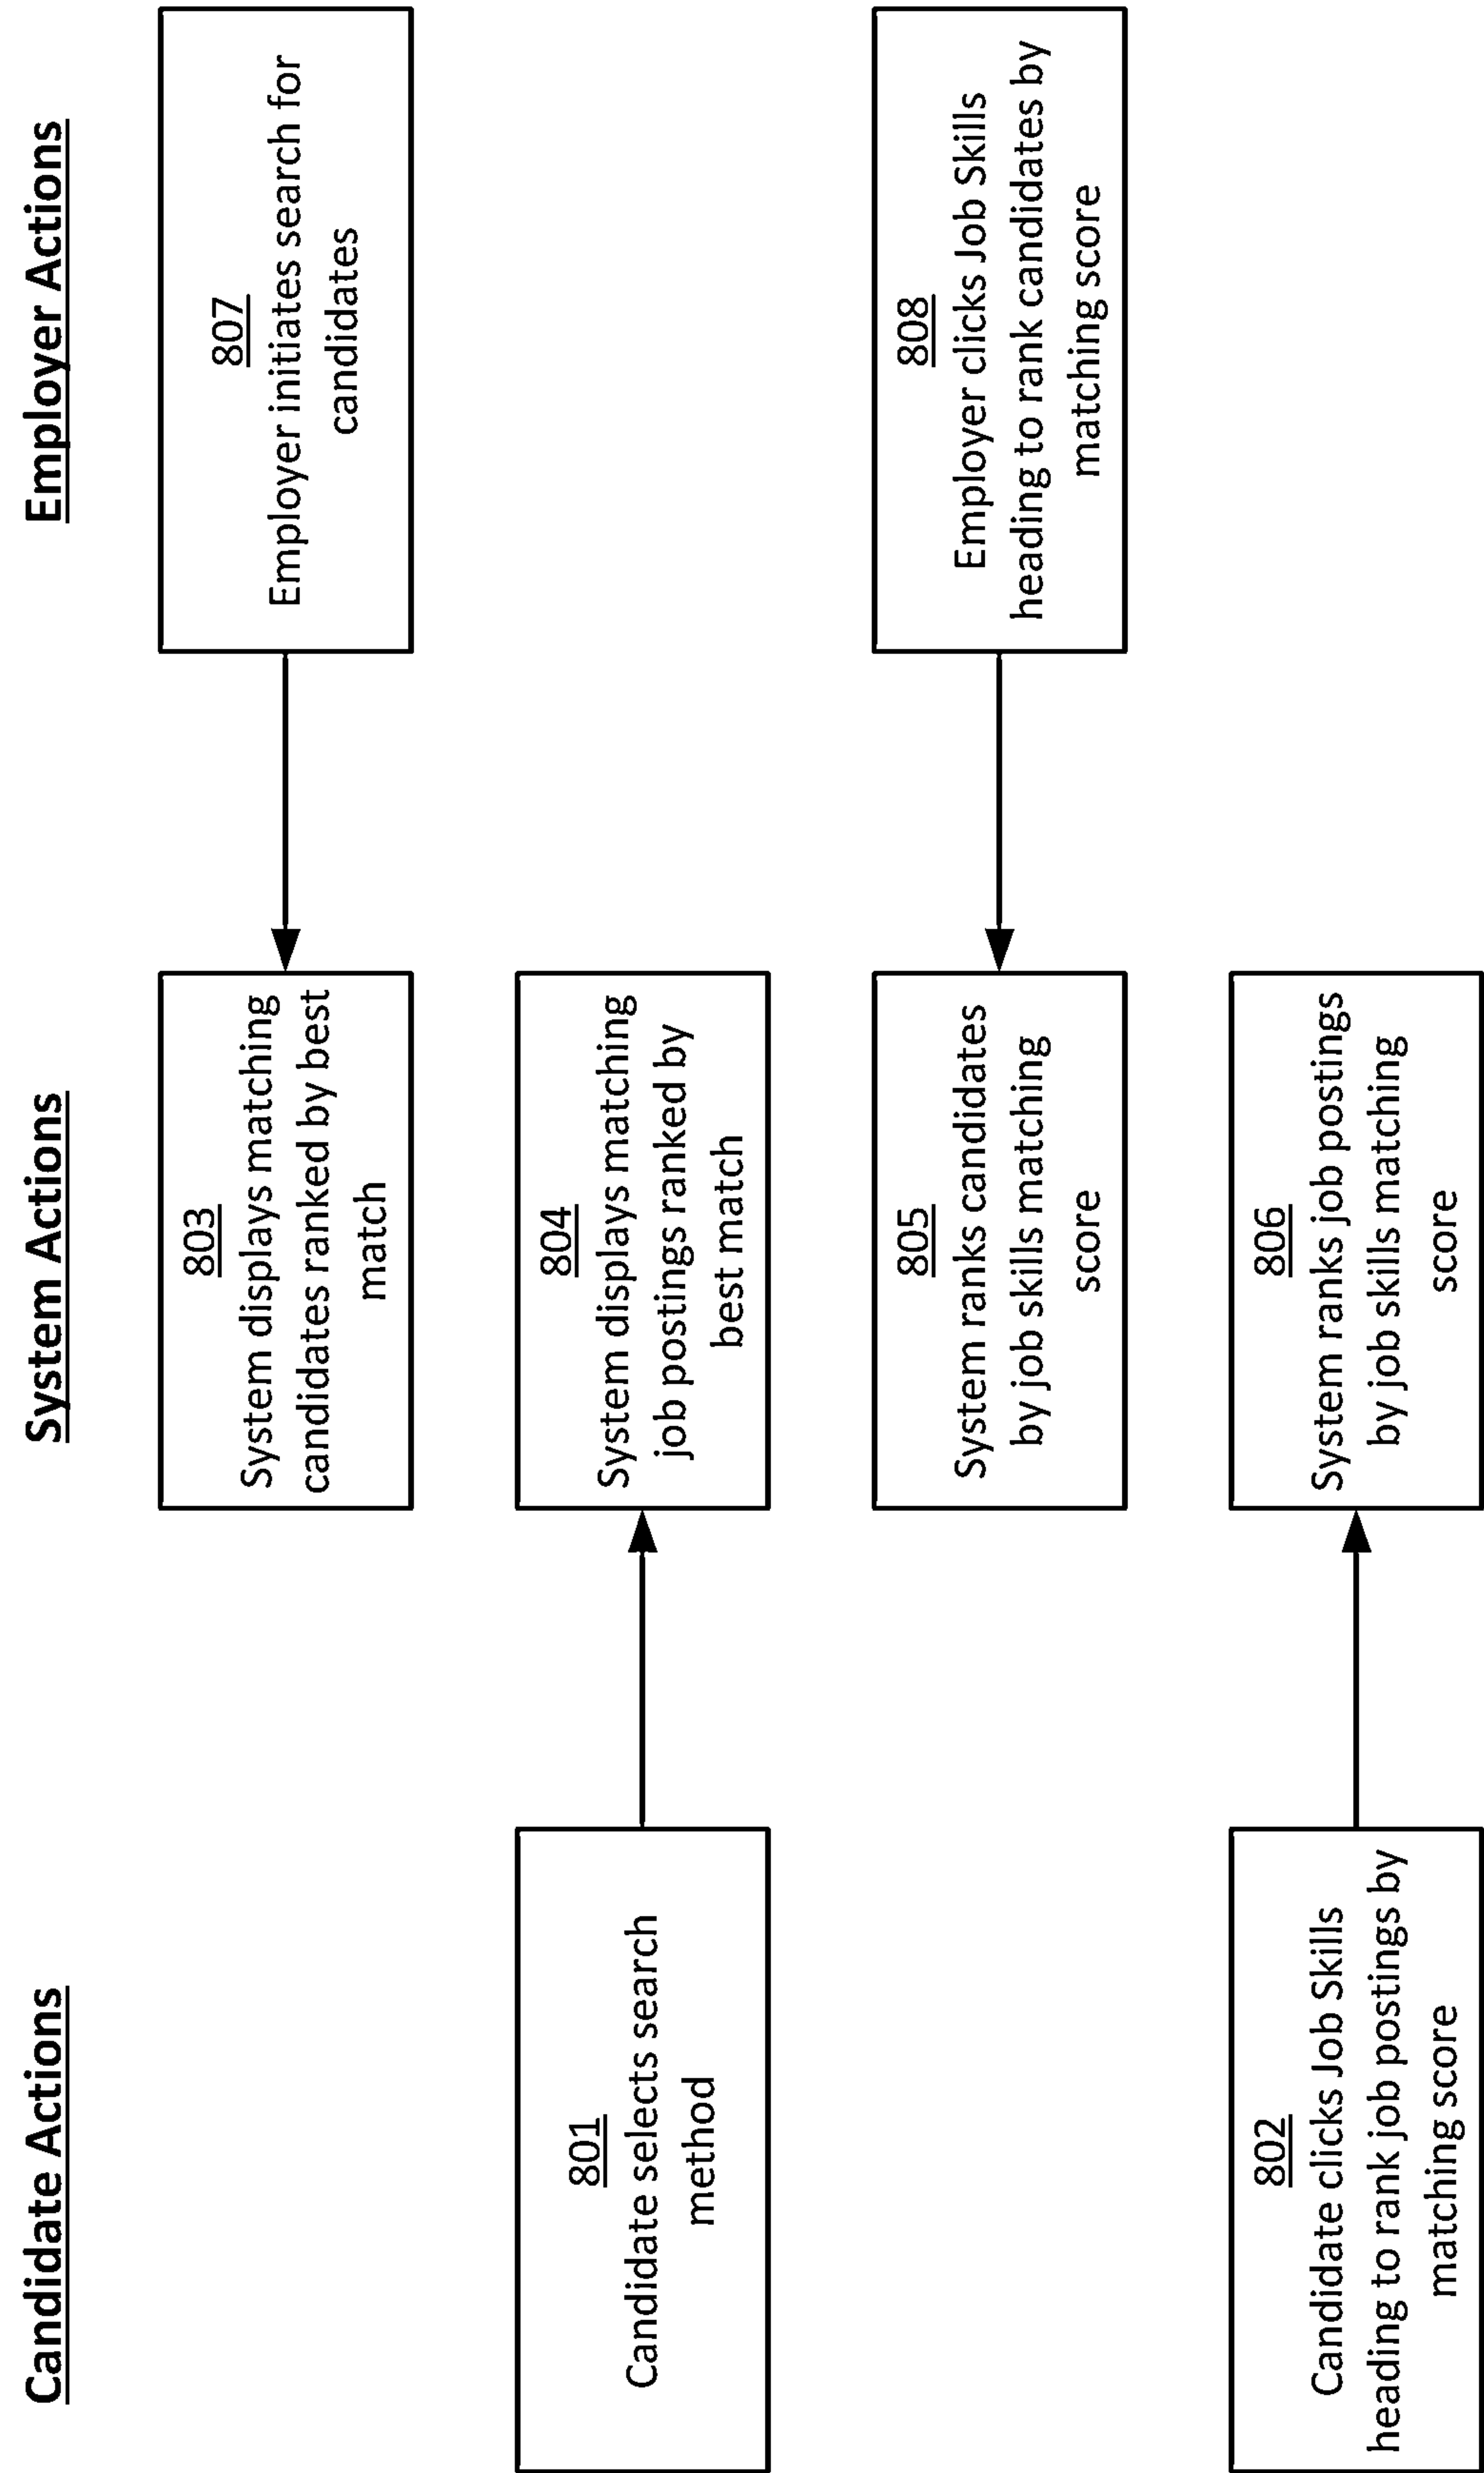 Candidate Actions
System Actions
Employer Actions
803
System displays matching
candidates ranked by best
match
807
Employer initiates search for
candidates
801
Candidate selects search
method
804
System displays matching
job postings ranked by
best match
805
System ranks candidates
by job skills matching
score
808
Employer clicks Job Skills
heading to rank candidates by
matching score
802
Candidate clicks Job Skills
heading to rank job postings by
matching score
806
System ranks job postings
by job skills matching
score